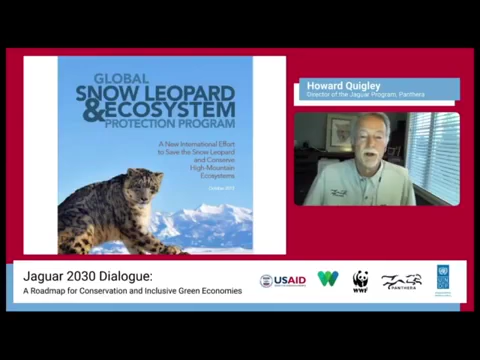 GLOBAL
SNOW LEOPARD
& ECOSYSTEM
PROTECTION PROGRAM
A New International Effort
to Save the Snow Leopard
and Conserve
High-Mountain
Ecosystems
October 2013
Howard Quigley
Director of the Jaguar Program, Panthera
Jaguar 2030 Dialogue:
A Roadmap for Conservation and Inclusive Green Economies
USAID
WWF
PANTHERA